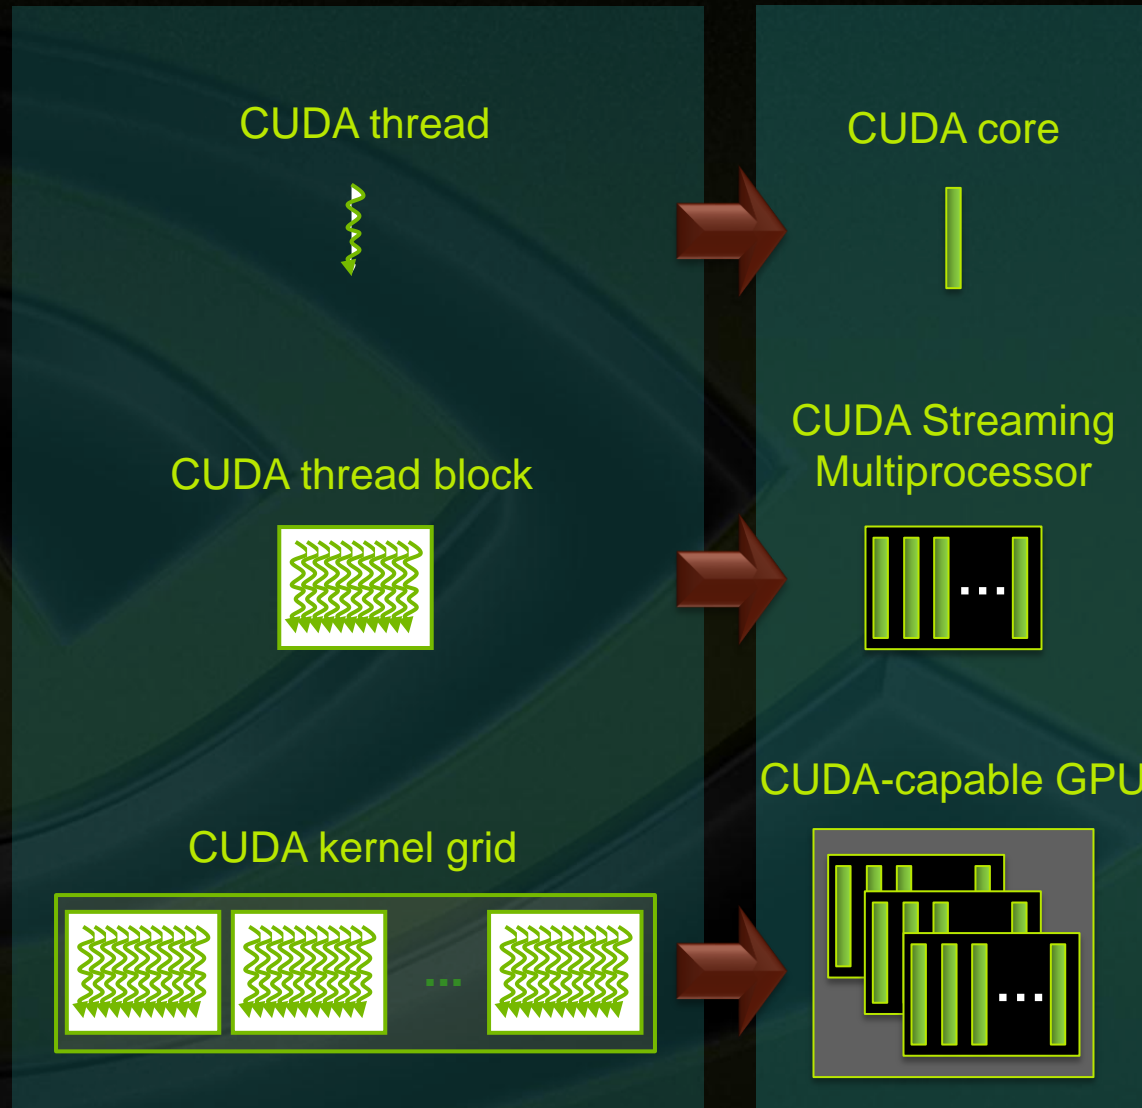 CUDA thread
CUDA core
CUDA thread block
CUDA Streaming
Multiprocessor
...
CUDA kernel grid
...
CUDA-capable GPU
...